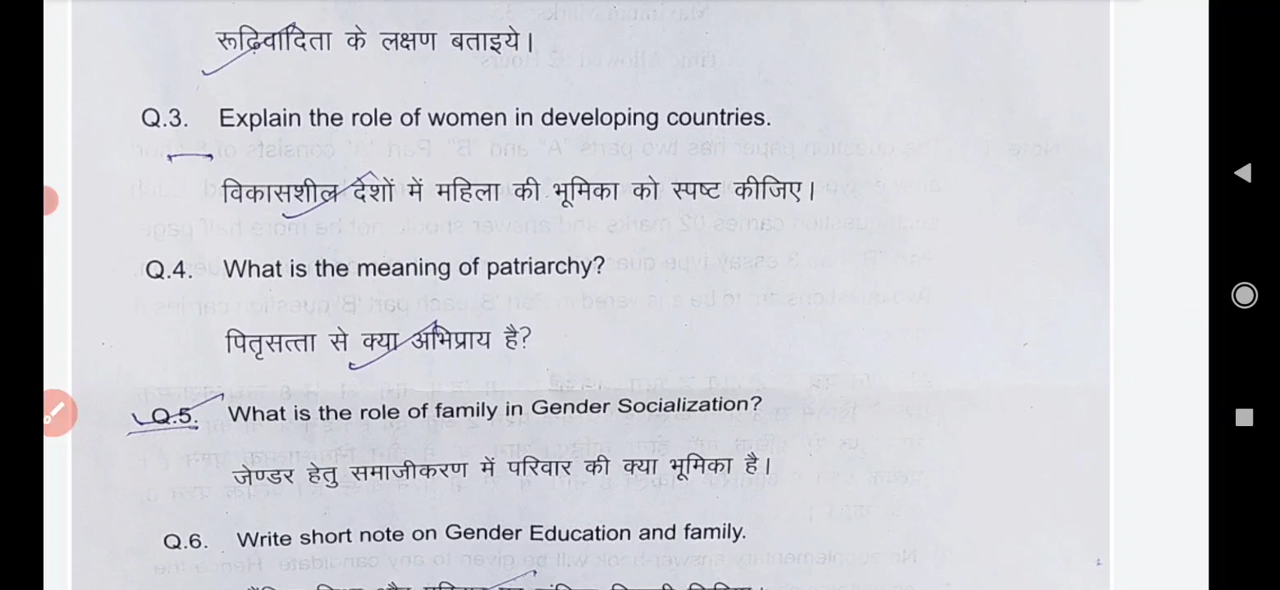 रूढ़िवादिता के लक्षण बताइये।
Q.3. Explain the role of women in developing countries.
विकासशील देशों में महिला की भूमिका को स्पष्ट कीजिए।
Q.4. What is the meaning of patriarchy?
पितृसत्ता से क्या अभिप्राय है?
Q.5. What is the role of family in Gender Socialization?
जेण्डर हेतु समाजीकरण में परिवार की क्या भूमिका है।
Q.6. Write short note on Gender Education and family.